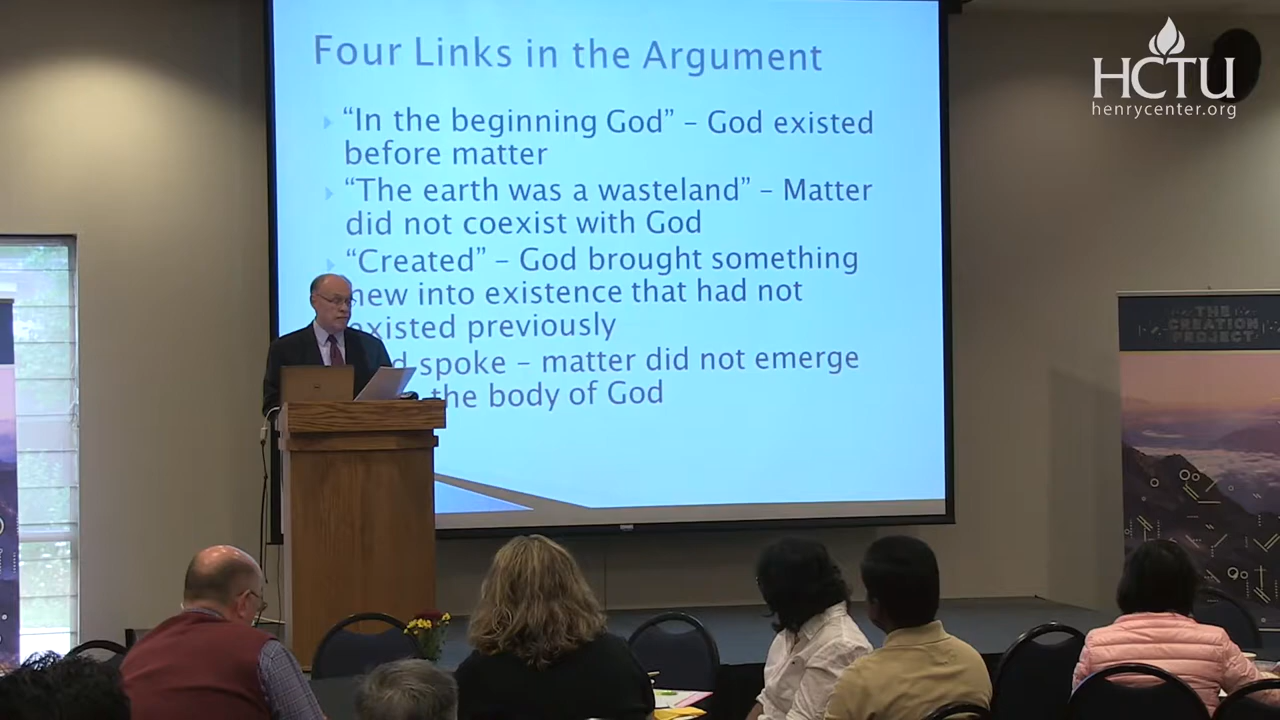 Four Links in the Argument
“In the beginning God” – God existed
before matter
“The earth was a wasteland” – Matter
did not coexist with God
“Created” – God brought something
new into existence that had not
existed previously
spoke – matter did not emerge
the body of God
HCTU
henrycenter.org
THE
CREATION
PROJECT